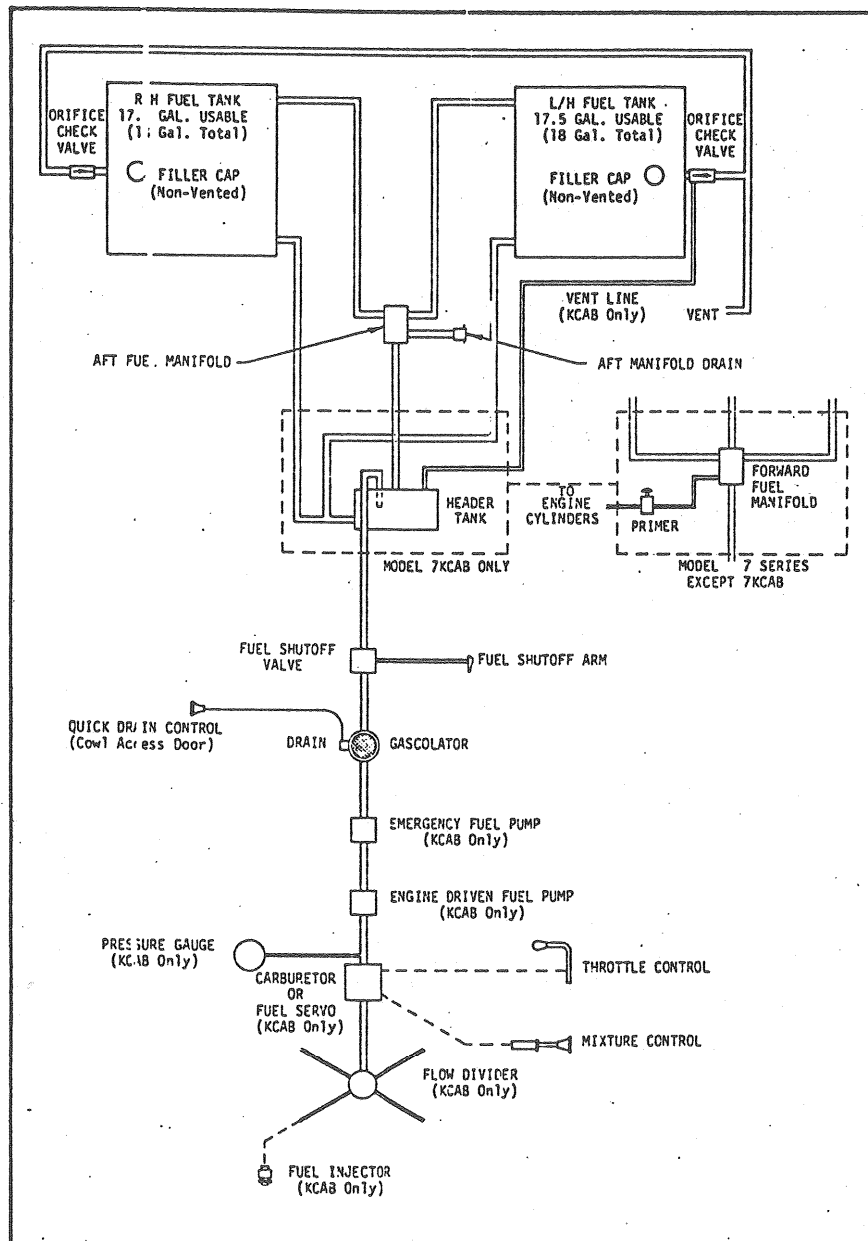 R H FUEL TANK
17. GAL. USABLE
(1 Gal. Total)
FILLER CAP
(Non-Vented)
ORIFICE
CHECK
VALVE
L/H FUEL TANK
17.5 GAL. USABLE
(18 Gal. Total)
FILLER CAP
(Non-Vented)
ORIFICE
CHECK
VALVE
VENT LINE
(KCAB Only)
VENT
AFT FUE. MANIFOLD
AFT MANIFOLD DRAIN
HEADER
TANK
MODEL 7KCAB ONLY
TO
ENGINE
CYLINDERS
PRIMER
FORWARD
FUEL
MANIFOLD
MODEL 7 SERIES
EXCEPT 7KCAB
FUEL SHUTOFF
VALVE
FUEL SHUTOFF ARM
QUICK DRAIN CONTROL
(Cowl Access Door)
DRAIN
GASCOLATOR
EMERGENCY FUEL PUMP
(KCAB Only)
ENGINE DRIVEN FUEL PUMP
(KCAB Only)
PRESSURE GAUGE
(KCAB Only)
CARBURETOR
OR
FUEL SERVO
(KCAB Only)
THROTTLE CONTROL
MIXTURE CONTROL
FLOW DIVIDER
(KCAB Only)
FUEL INJECTOR
(KCAB Only)